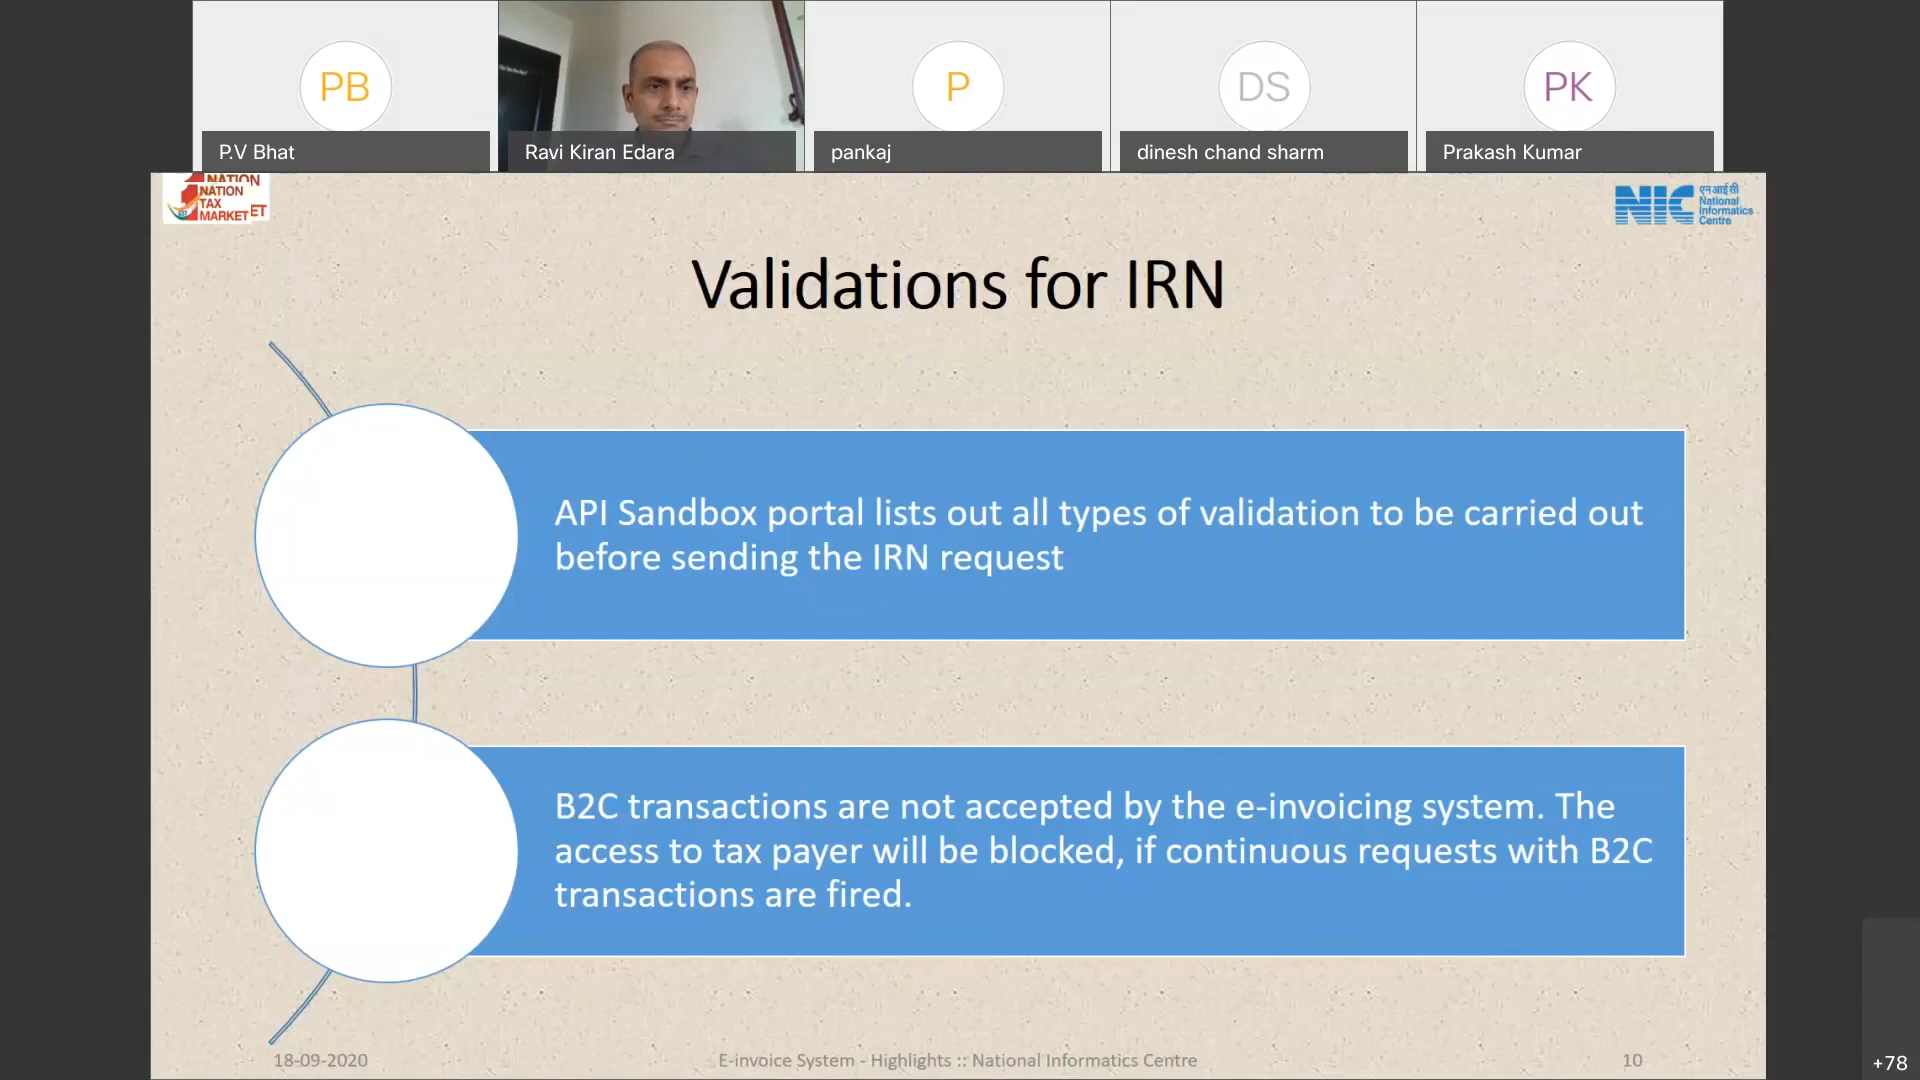 PB
P
DS
PK
P.V Bhat
Ravi Kiran Edara
pankaj
dinesh chand sharm
Prakash Kumar
NATION
NATION
TAX
MARKET ET
NIC
एनआईसी
National
Informatics
Centre
Validations for IRN
API Sandbox portal lists out all types of validation to be carried out
before sending the IRN request
B2C transactions are not accepted by the e-invoicing system. The
access to tax payer will be blocked, if continuous requests with B2C
transactions are fired.
18-09-2020
E-invoice System - Highlights :: National Informatics Centre
10
+78